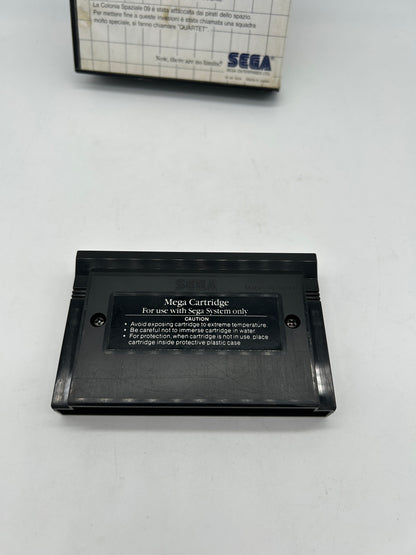 La Colonia Spaziale 09 è stata attaccata dai pirati dello spazio.
Per mettere fine a queste invasioni è stata chiamata una squadra
molto speciale, si fanno chiamare "QUARTET".
Now, there are no limits!
SEGA
SEGA ENTERPRISES LTD.
SEGA
Mega Cartridge
For use with Sega System only
CAUTION
• Avoid exposing cartridge to extreme temperature.
• Be careful not to immerse cartridge in water
• For protection, when cartridge is not in use, place
cartridge inside protective plastic case